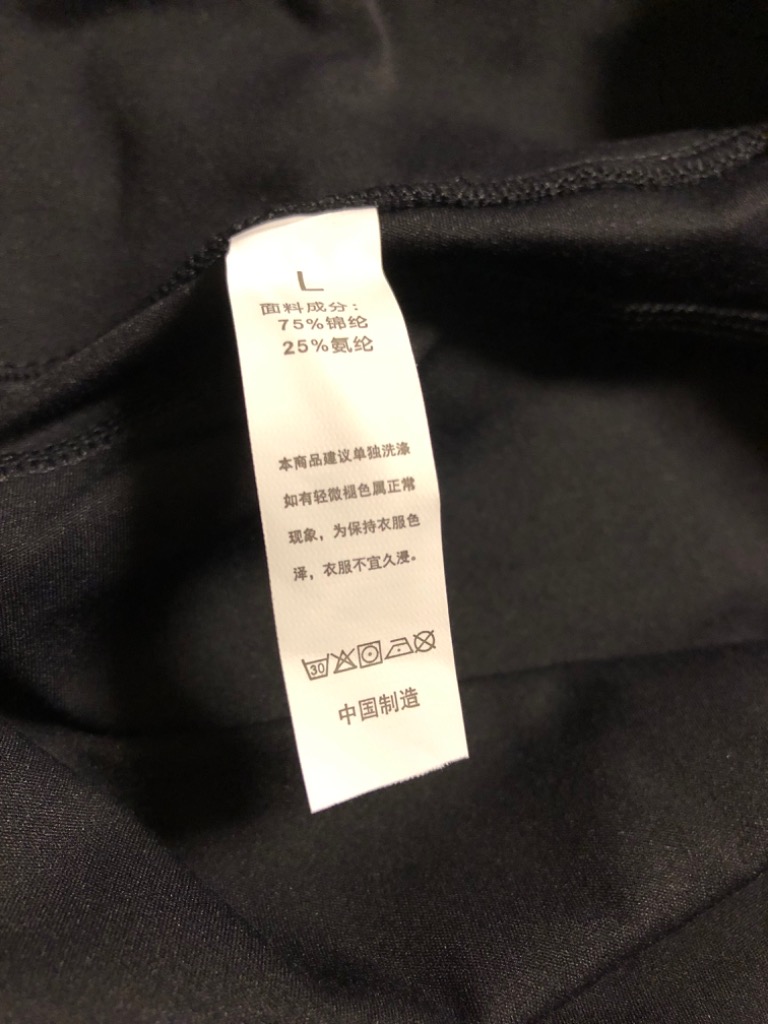 L
面料成分：
75%锦纶
25%氨纶
本商品建议单独洗涤
如有轻微褪色属正常
现象，为保持衣服色
泽，衣服不宜久浸。
30
中国制造